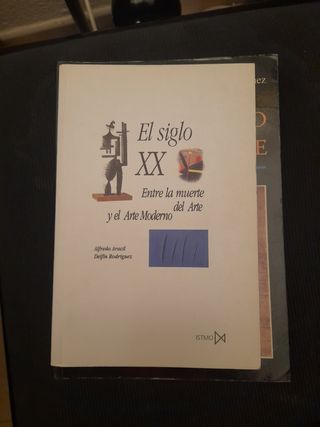 El siglo
XX
Entre la muerte
del Arte
y el Arte Moderno
Alfredo Aracil
Delfín Rodríguez
ISTMO